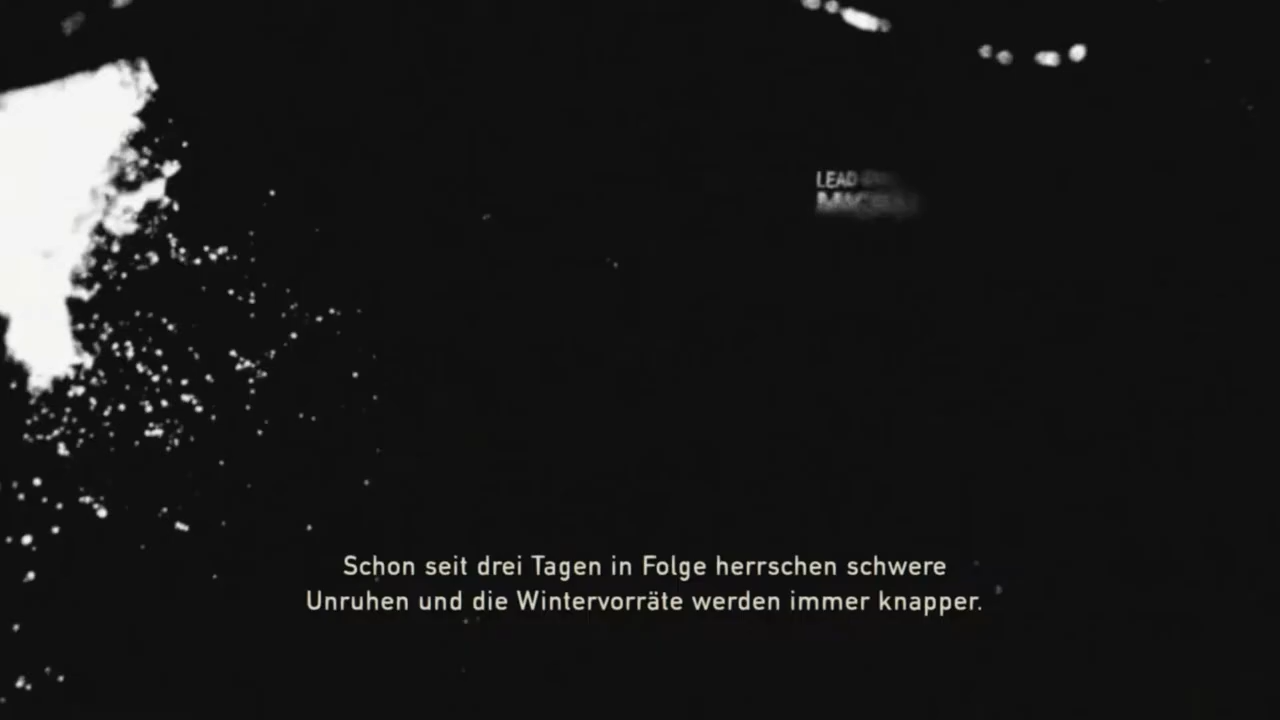 LEAD
Schon seit drei Tagen in Folge herrschen schwere
Unruhen und die Wintervorräte werden immer knapper.